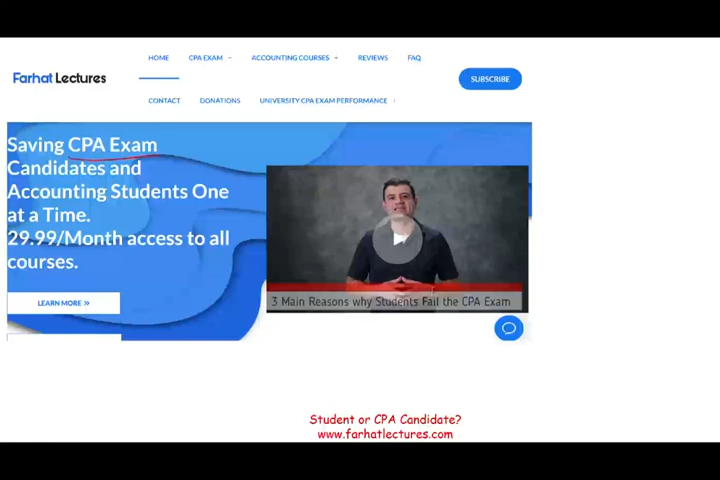 HOME CPA EXAM ACCOUNTING COURSES REVIEWS FAQ
Farhat Lectures
SUBSCRIBE
CONTACT DONATIONS UNIVERSITY CPA EXAM PERFORMANCE
Saving CPA Exam
Candidates and
Accounting Students One
at a Time.
29.99/Month access to all
courses.
LEARN MORE »
3 Main Reasons why Students Fail the CPA Exam
Student or CPA Candidate?
www.farhatlectures.com